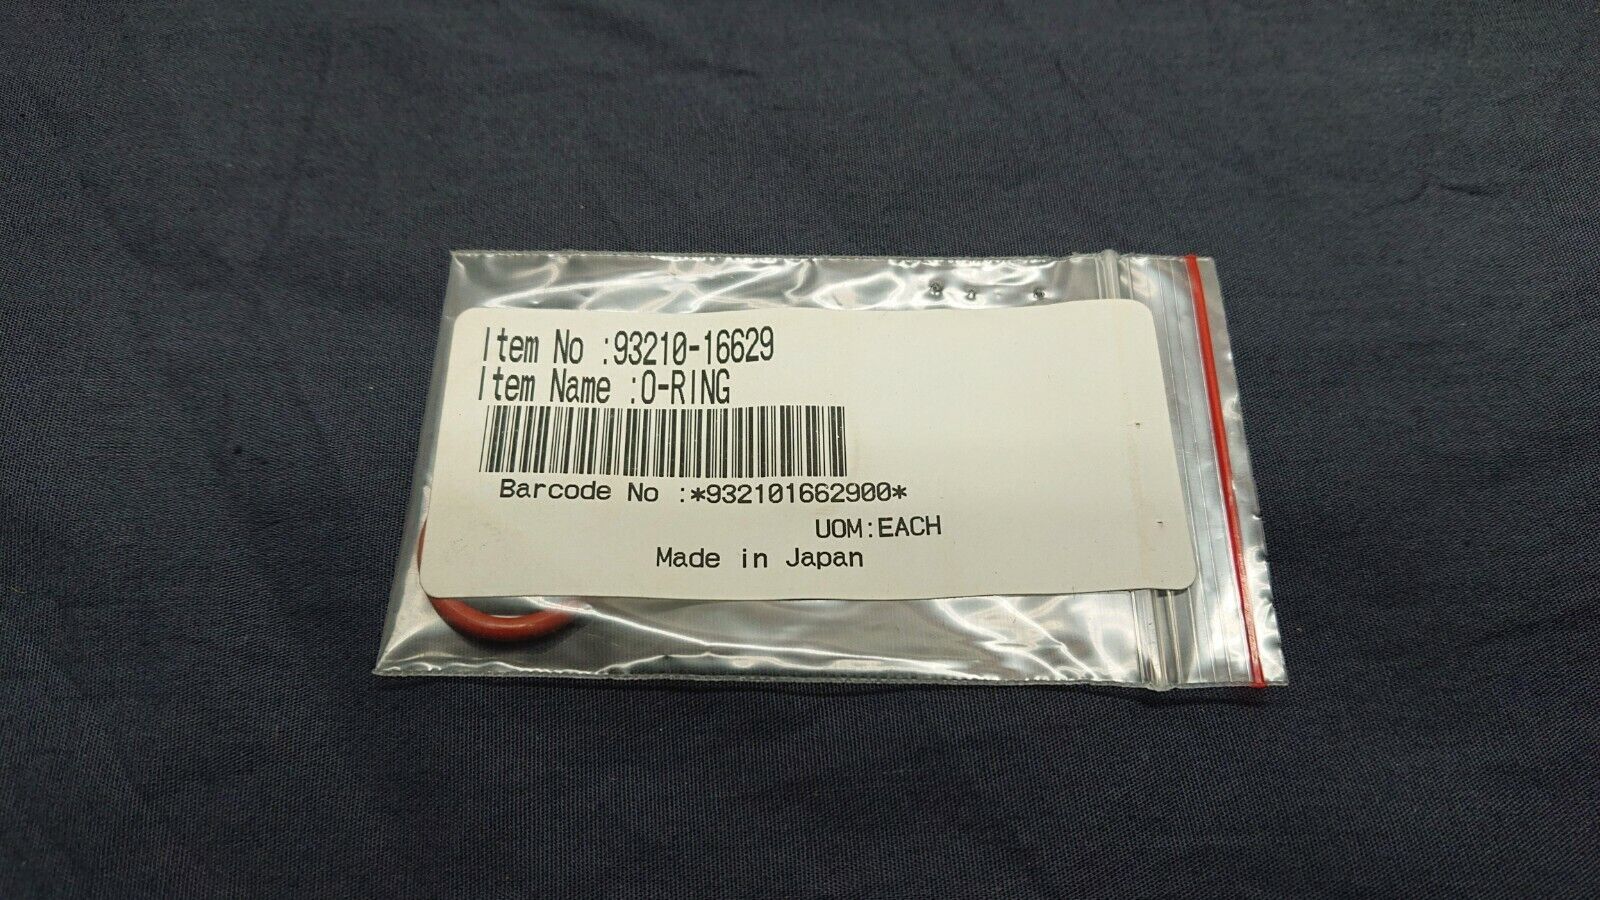 Item No :93210-16629
Item Name :O-RING
Barcode No :*932101662900*
UOM:EACH
Made in Japan